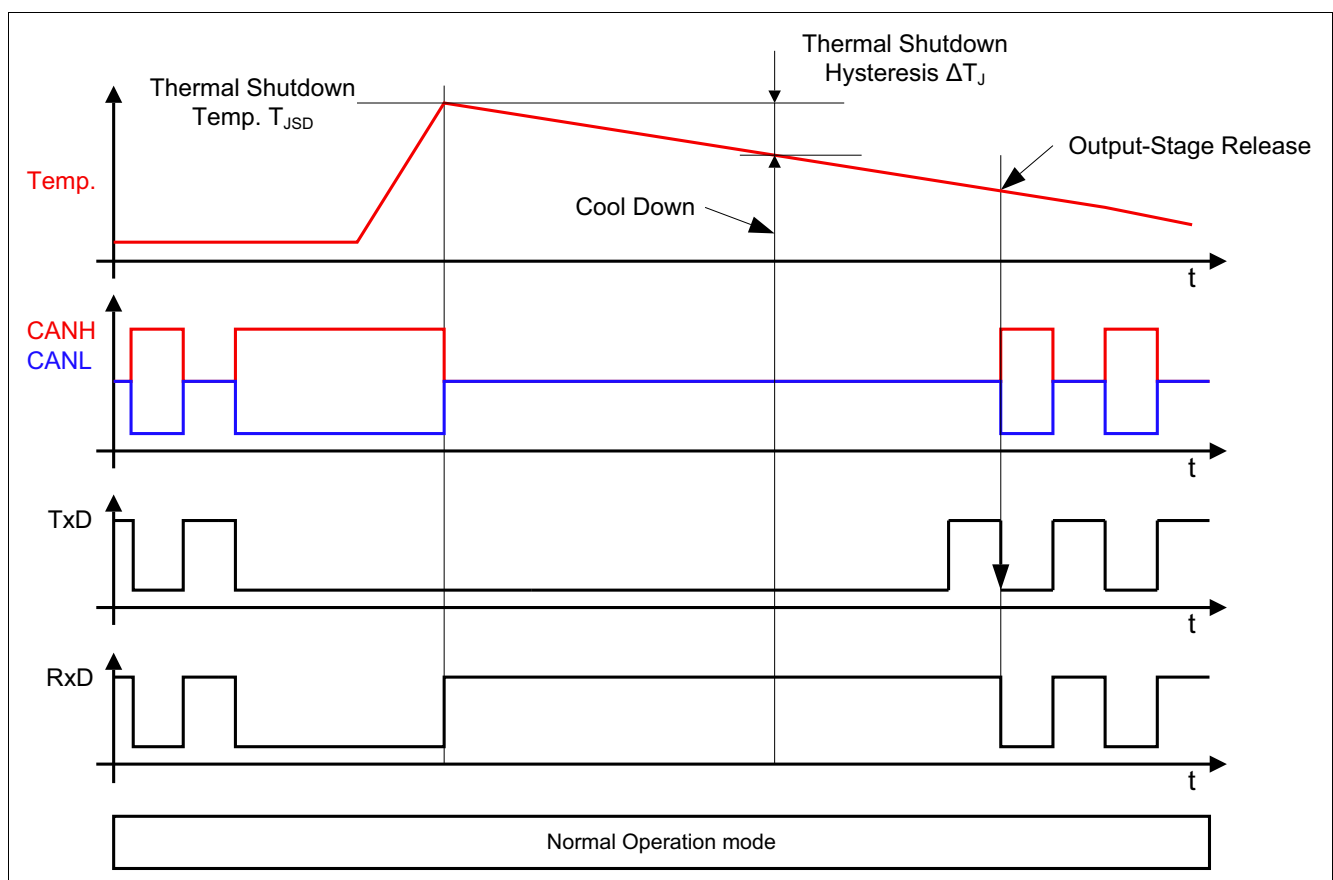 Thermal Shutdown
Hysteresis ΔTJ
Thermal Shutdown
Temp. TJSD
Output-Stage Release
Temp.
Cool Down
t
CANH
CANL
t
TxD
t
RxD
t
Normal Operation mode